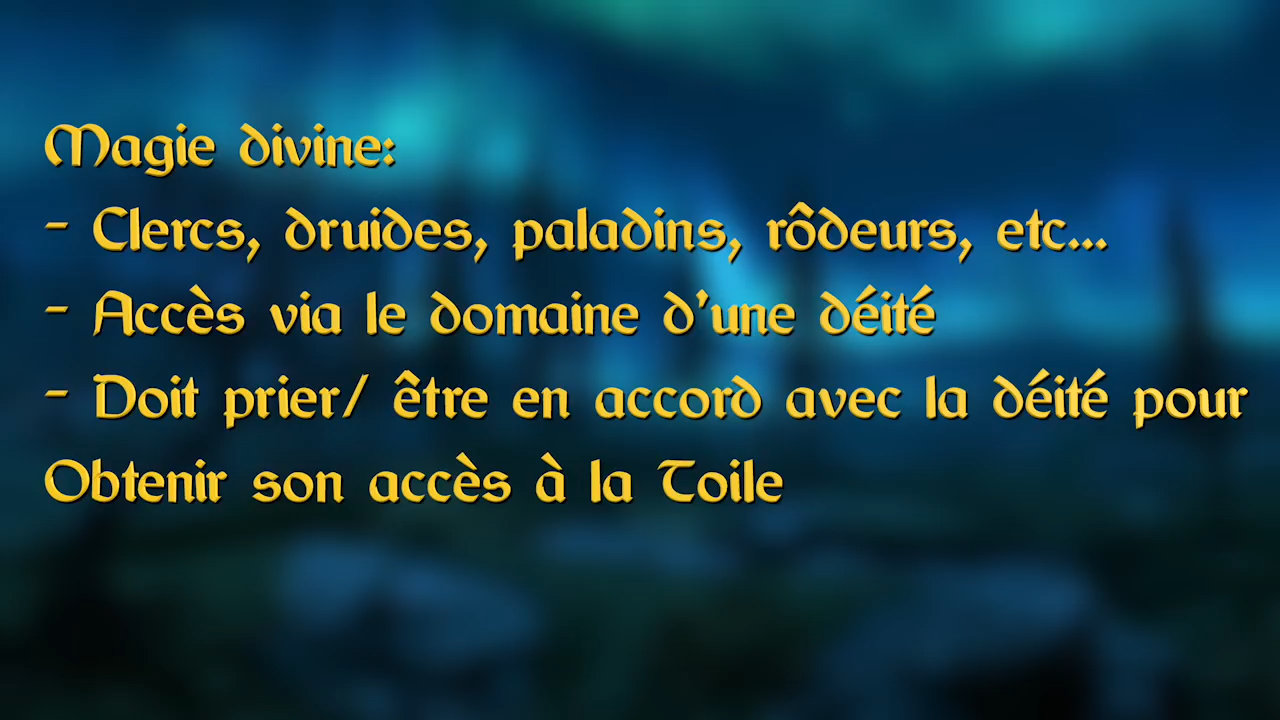 Magie divine:
- Clercs, druides, paladins, rôdeurs, etc...
- Accès via le domaine d'une déité
- Doit prier/ être en accord avec la déité pour
Obtenir son accès à la Toile